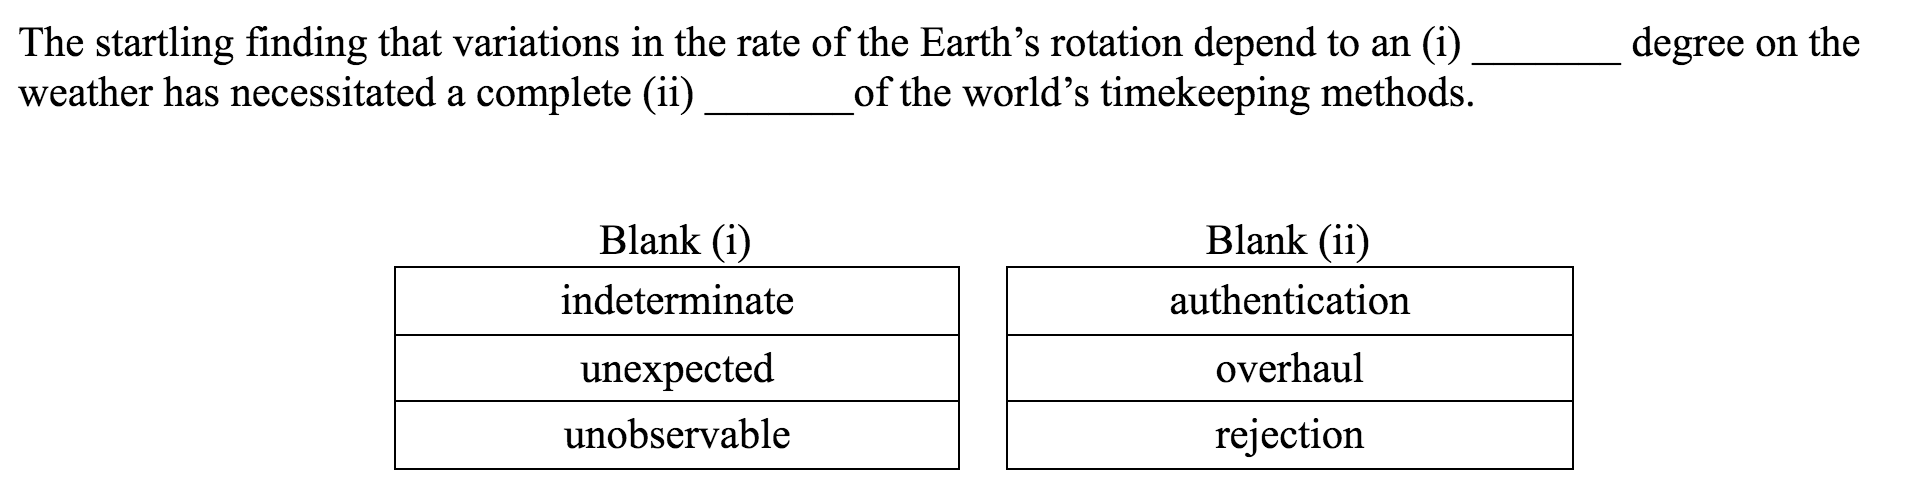 The startling finding that variations in the rate of the Earth’s rotation depend to an (i) _______ degree on the
weather has necessitated a complete (ii) _______of the world’s timekeeping methods.
Blank (i) Blank (ii)
indeterminate authentication
unexpected overhaul
unobservable rejection